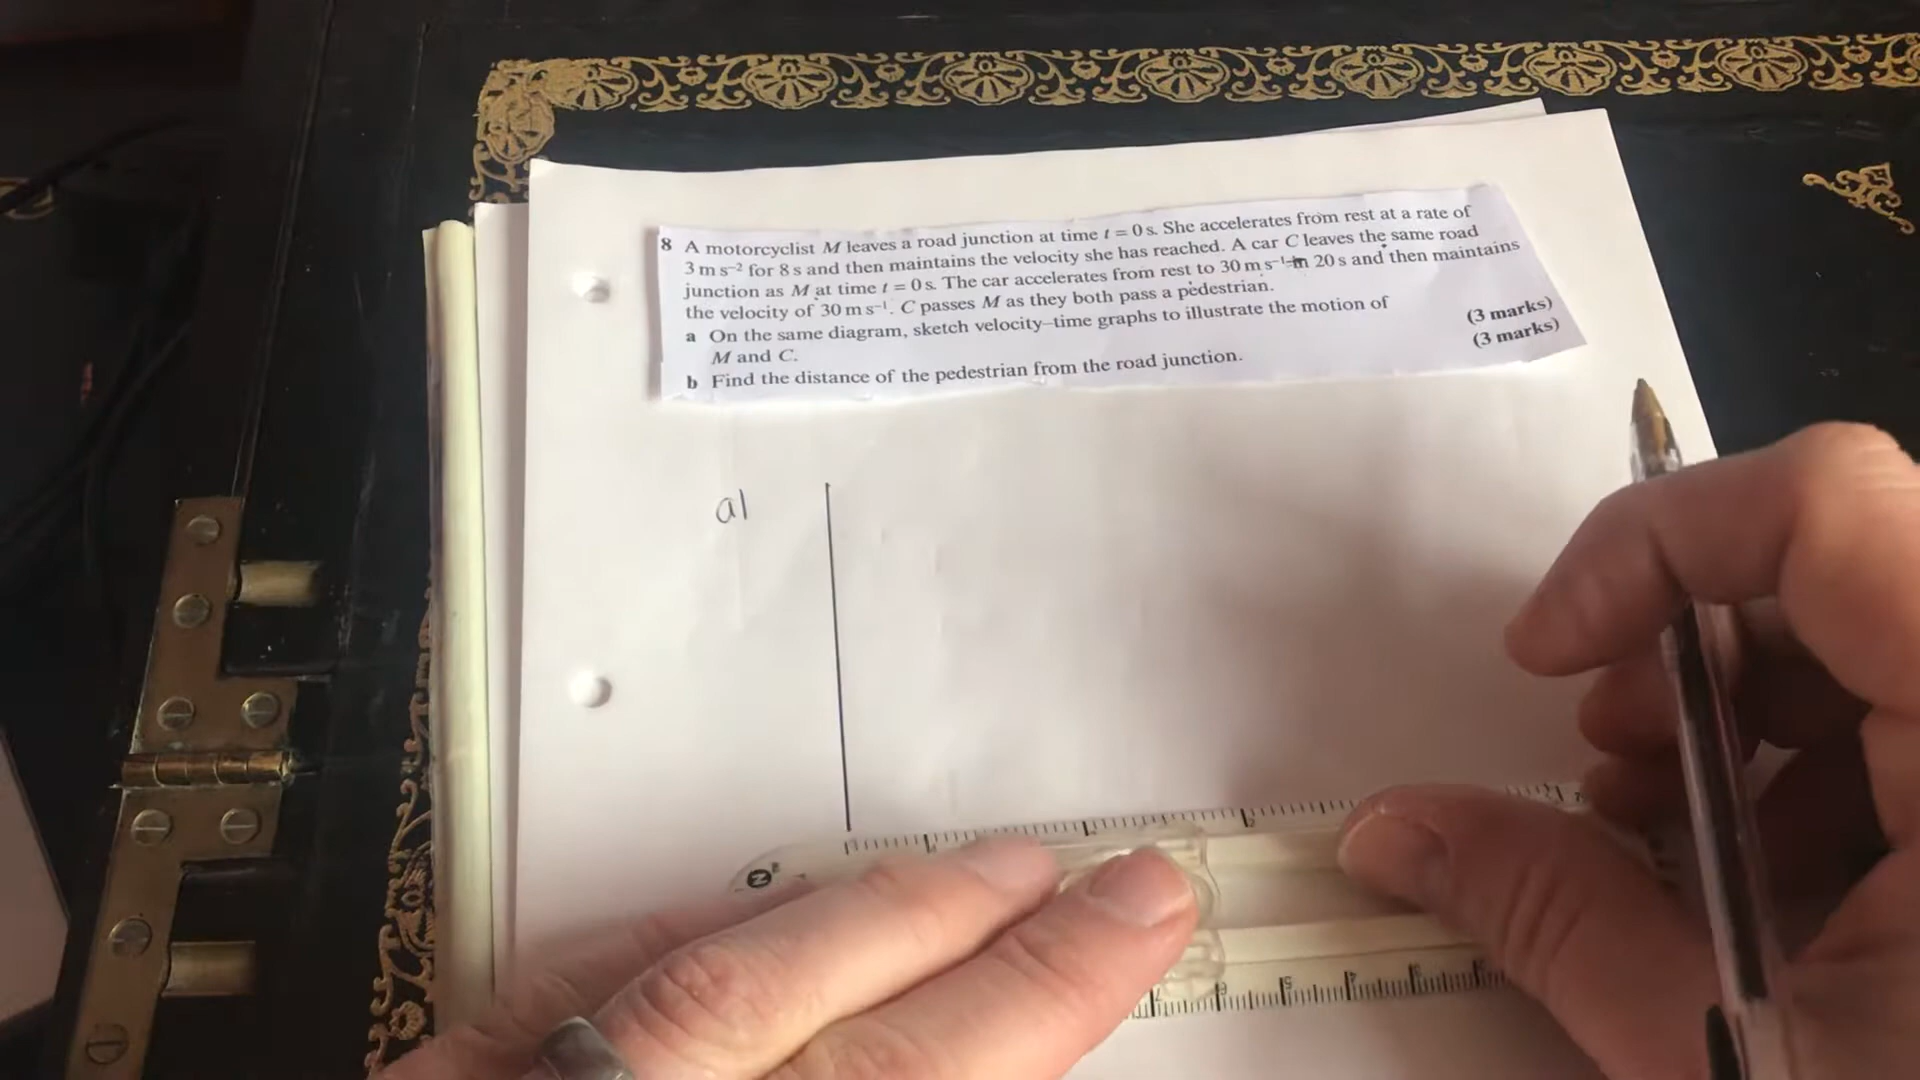 8 A motorcyclist M leaves a road junction at time t = 0 s. She accelerates from rest at a rate of
3 m s⁻² for 8 s and then maintains the velocity she has reached. A car C leaves the same road
junction as M at time t = 0 s. The car accelerates from rest to 30 m s⁻¹ in 20 s and then maintains
the velocity of 30 m s⁻¹. C passes M as they both pass a pedestrian.
a On the same diagram, sketch velocity–time graphs to illustrate the motion of
M and C. (3 marks)
b Find the distance of the pedestrian from the road junction. (3 marks)
a)
N
7 6 5 4